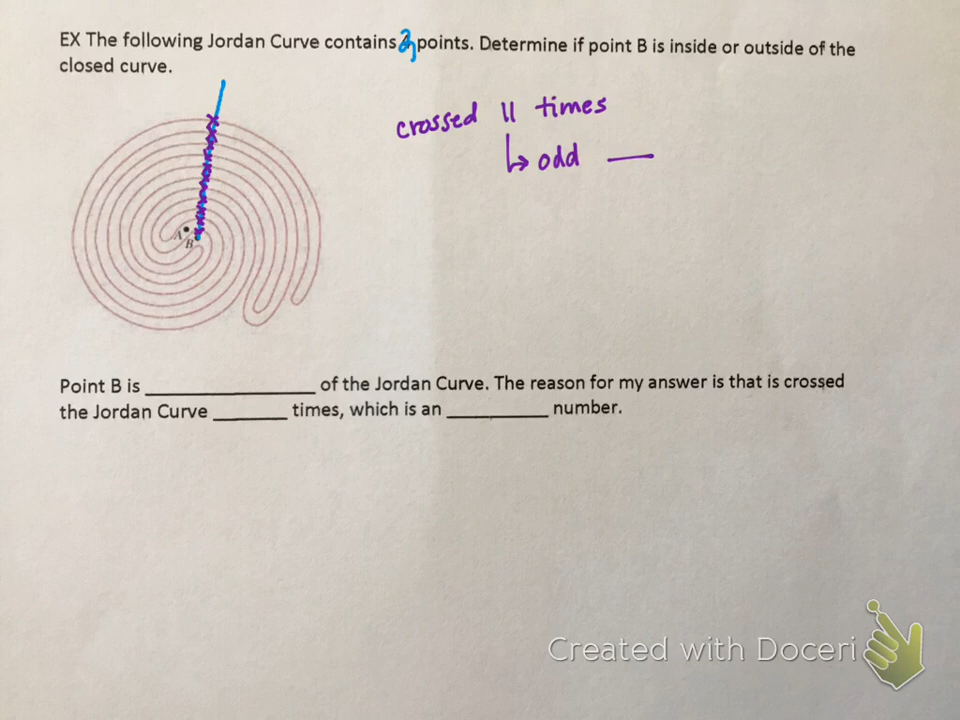 EX The following Jordan Curve contains 2 points. Determine if point B is inside or outside of the
closed curve.
crossed 11 times
↳ odd —
A
B
Point B is ________________ of the Jordan Curve. The reason for my answer is that is crossed
the Jordan Curve _______ times, which is an __________ number.
Created with Doceri